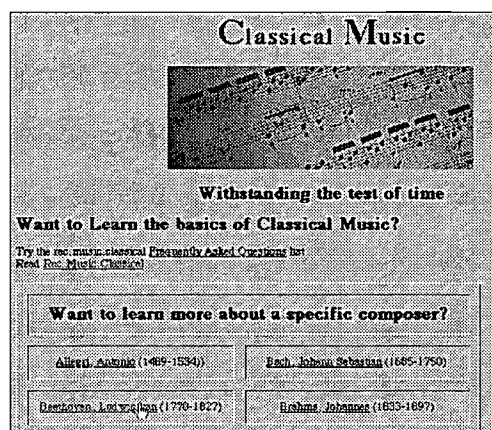 Classical Music
Withstanding the test of time
Want to Learn the basics of Classical Music?
Try the rec.music.classical Frequently Asked Questions list
Read Rec.Music.Classical
Want to learn more about a specific composer?
Allegri, Antonio (1489-1534))
Bach, Johann Sebastian (1685-1750)
Beethoven, Ludwig van (1770-1827)
Brahms, Johannes (1833-1897)